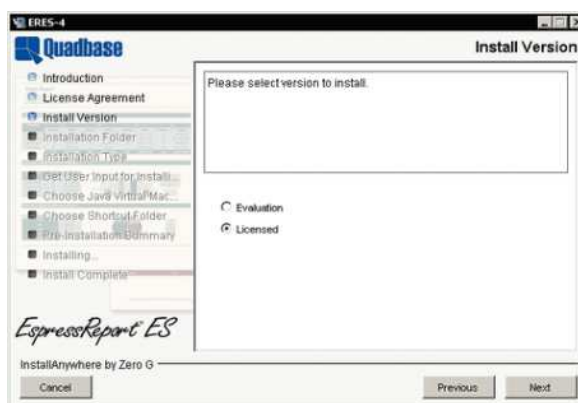 ERES-4
Quadbase
Install Version
Introduction
License Agreement
Install Version
Installation Folder
Installation Type
Get User Input for Installi...
Choose Java Virtual Mac...
Choose Shortcut Folder
Pre-Installation Summary
Installing...
Install Complete
Please select version to install.
Evaluation
Licensed
EspressReport ES
InstallAnywhere by Zero G
Cancel
Previous
Next